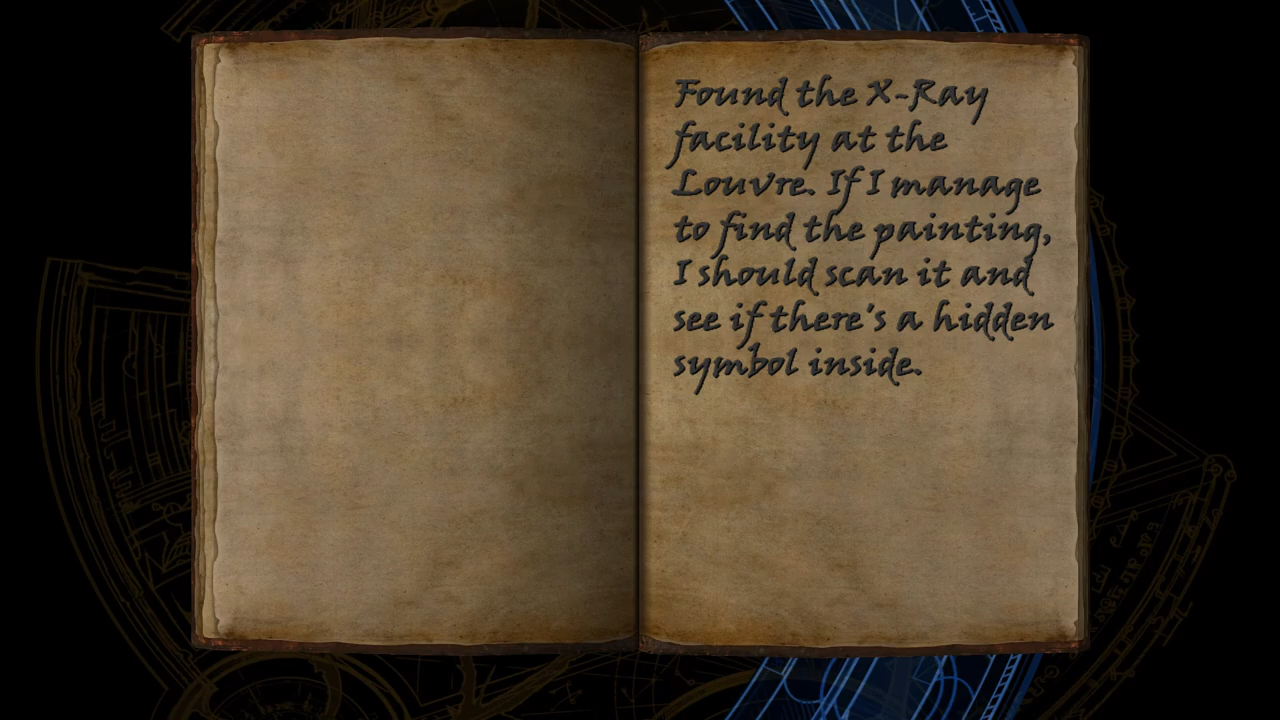 Found the X-Ray
facility at the
Louvre. If I manage
to find the painting,
I should scan it and
see if there's a hidden
symbol inside.